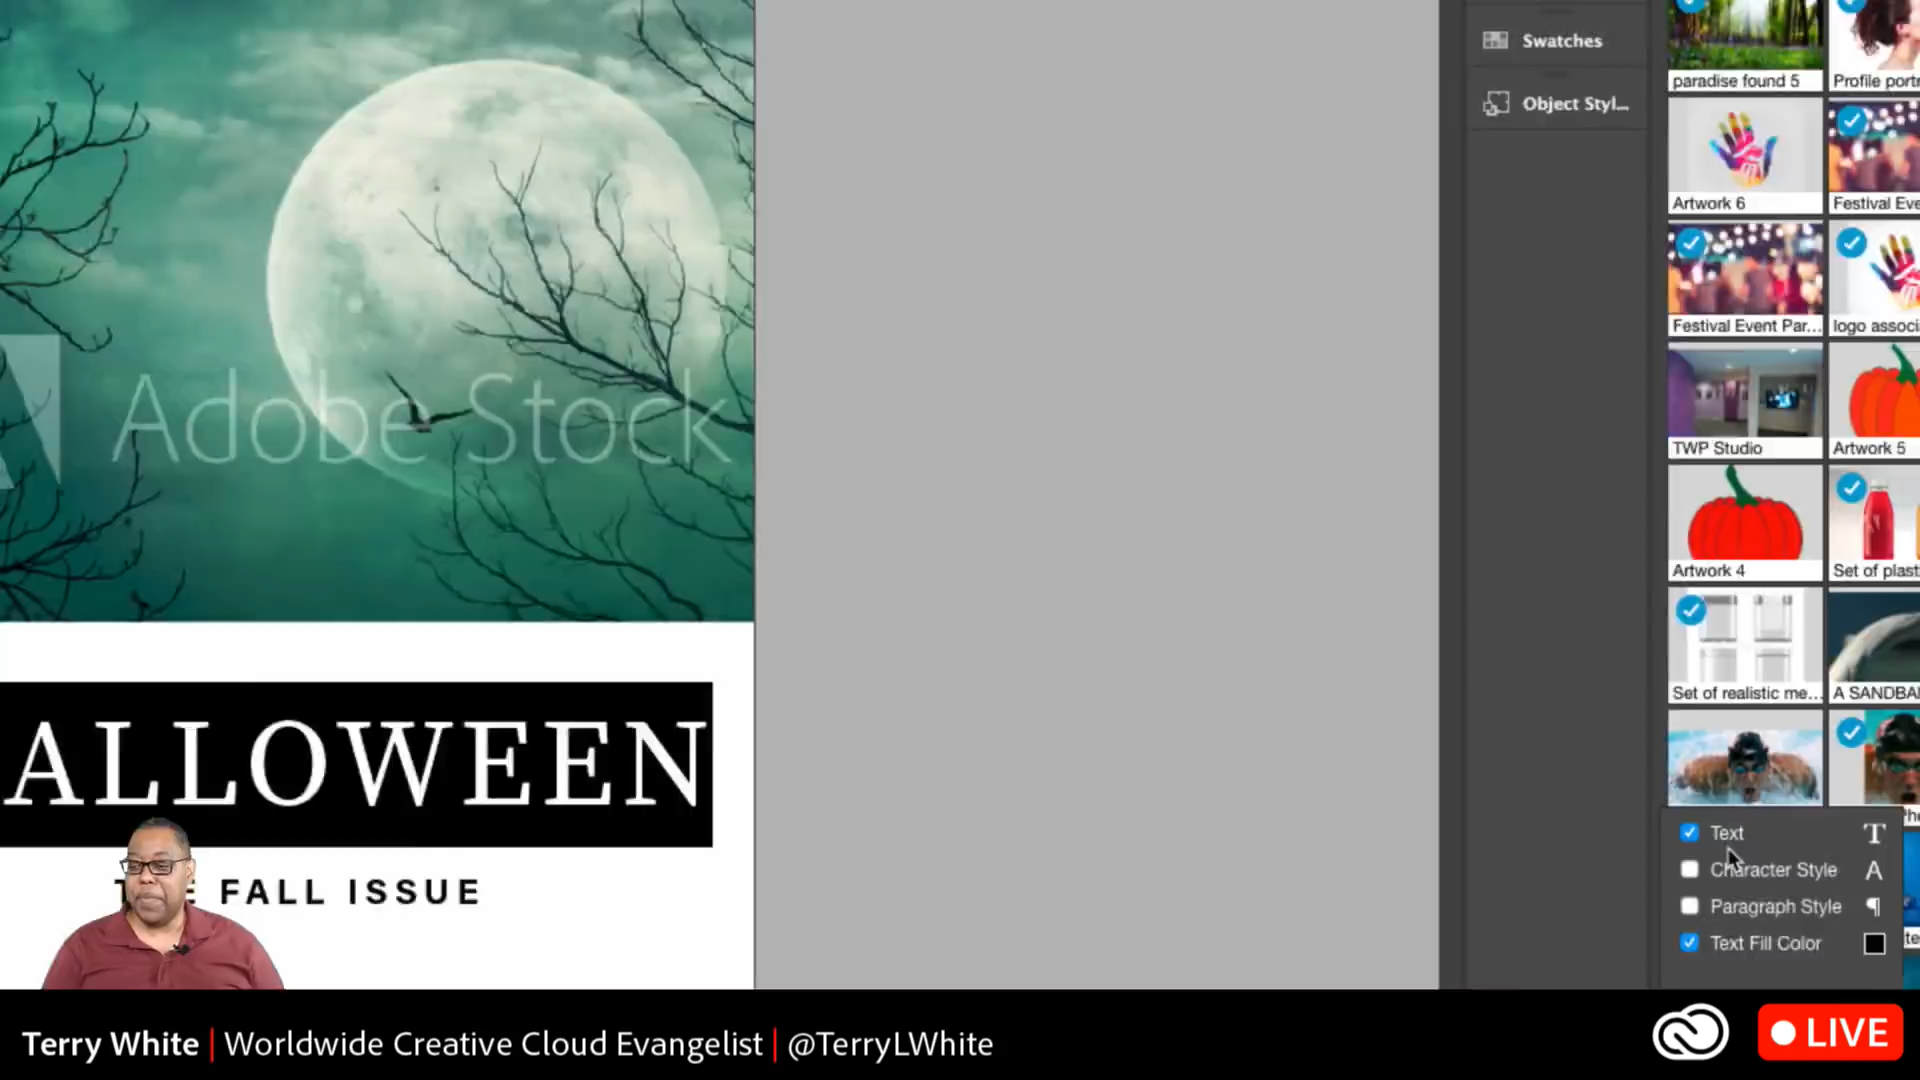 Swatches
Object Styl...
paradise found 5
Profile portr
Artwork 6
Festival Eve
Festival Event Par...
logo associ
TWP Studio
Artwork 5
Artwork 4
Set of plast
Set of realistic me...
A SANDBA
Adobe Stock
ALLOWEEN
FALL ISSUE
Text
T
Character Style
A
Paragraph Style
¶
Text Fill Color
Terry White | Worldwide Creative Cloud Evangelist | @TerryLWhite
LIVE